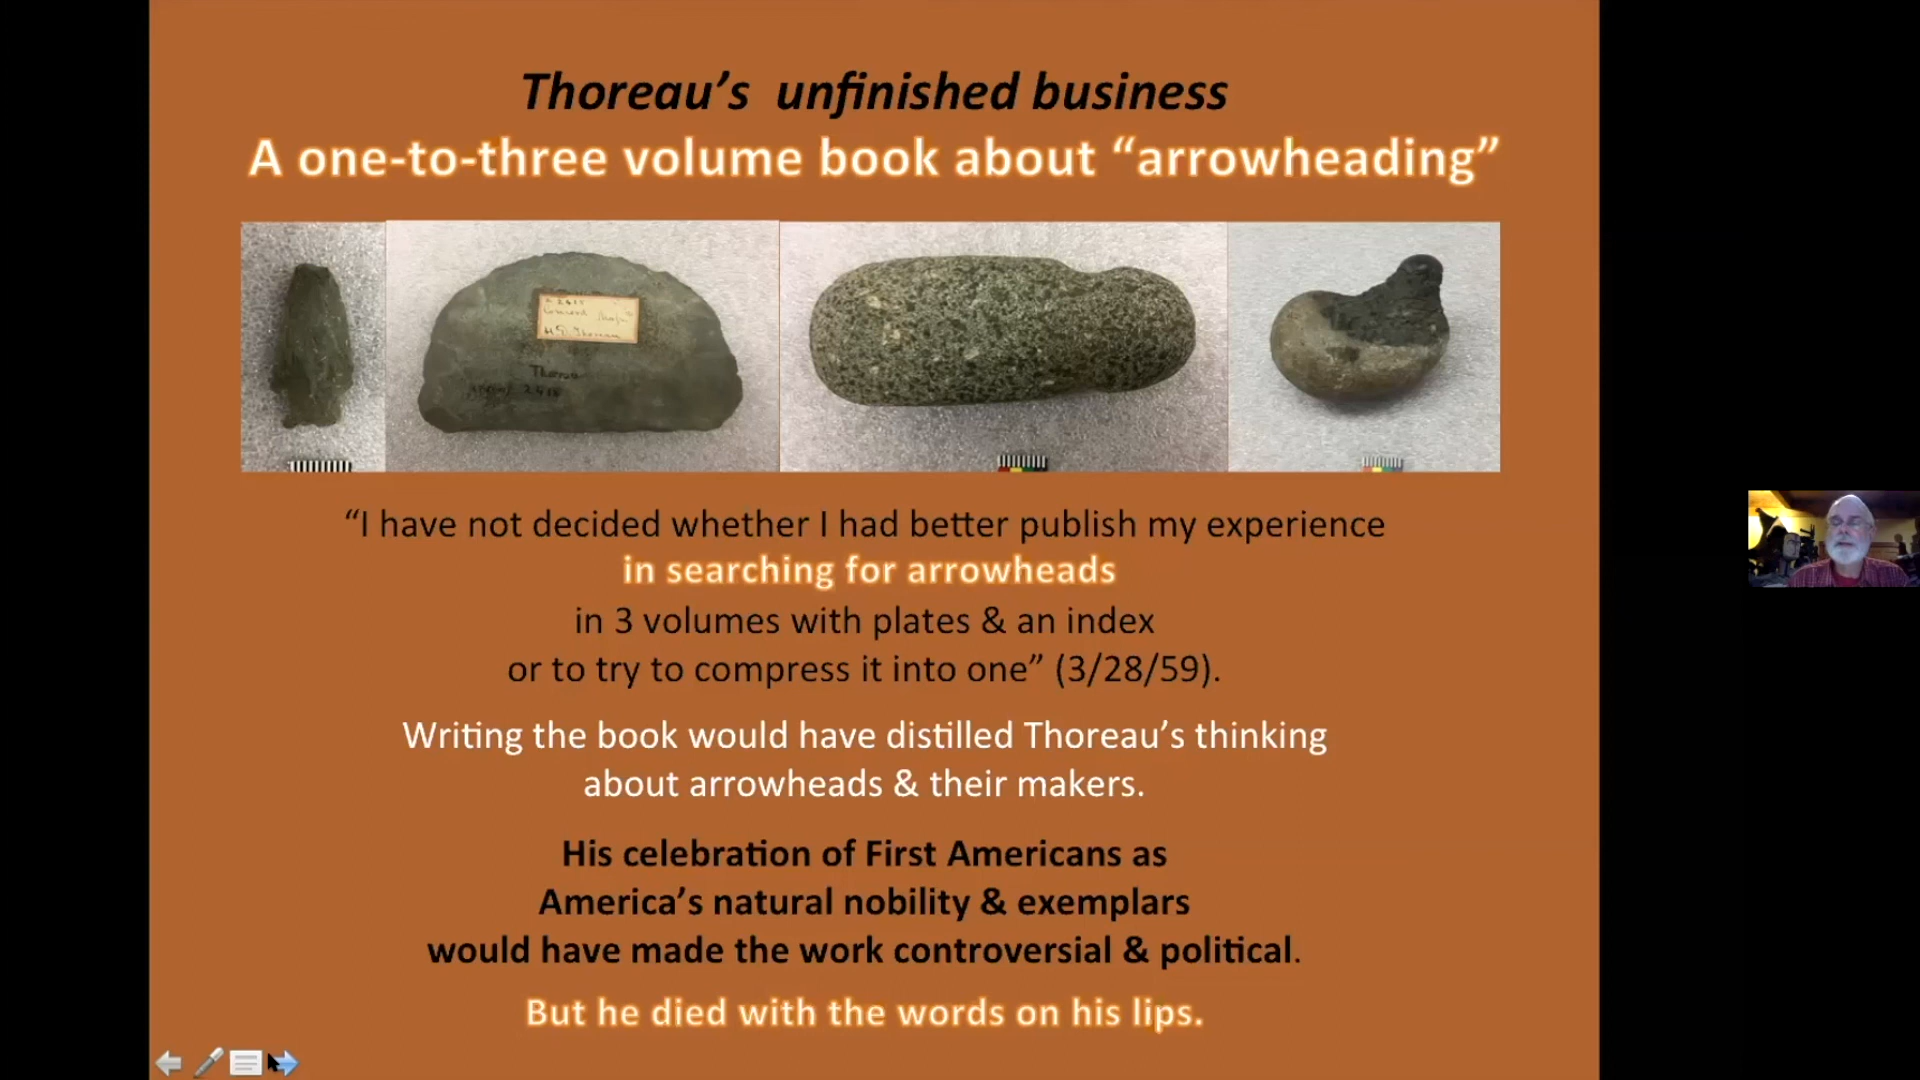 Thoreau’s unfinished business
A one-to-three volume book about “arrowheading”
Thoreau
“I have not decided whether I had better publish my experience
in searching for arrowheads
in 3 volumes with plates & an index
or to try to compress it into one” (3/28/59).
Writing the book would have distilled Thoreau’s thinking
about arrowheads & their makers.
His celebration of First Americans as
America’s natural nobility & exemplars
would have made the work controversial & political.
But he died with the words on his lips.